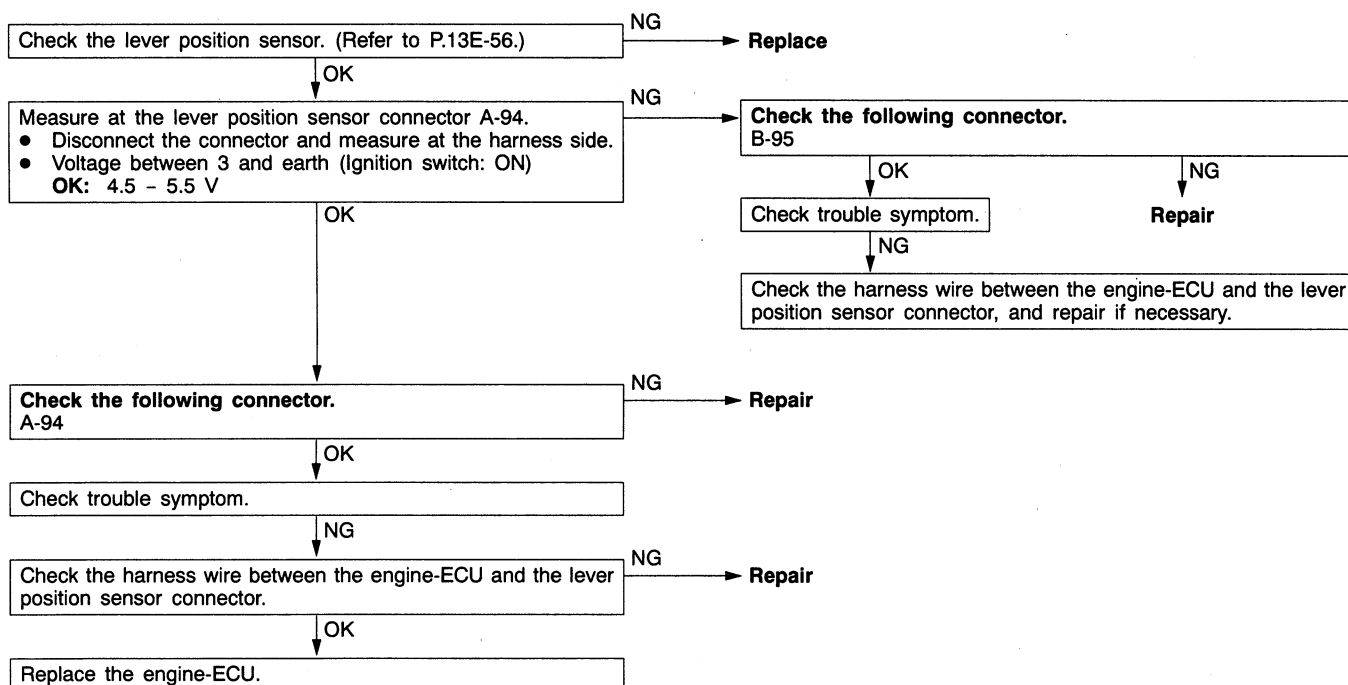 Check the lever position sensor. (Refer to P.13E-56.)
NG
Replace
OK
Measure at the lever position sensor connector A-94.
● Disconnect the connector and measure at the harness side.
● Voltage between 3 and earth (Ignition switch: ON)
OK: 4.5 – 5.5 V
NG
Check the following connector.
B-95
OK
NG
Check trouble symptom.
Repair
NG
Check the harness wire between the engine-ECU and the lever
position sensor connector, and repair if necessary.
OK
Check the following connector.
A-94
NG
Repair
OK
Check trouble symptom.
NG
Check the harness wire between the engine-ECU and the lever
position sensor connector.
NG
Repair
OK
Replace the engine-ECU.